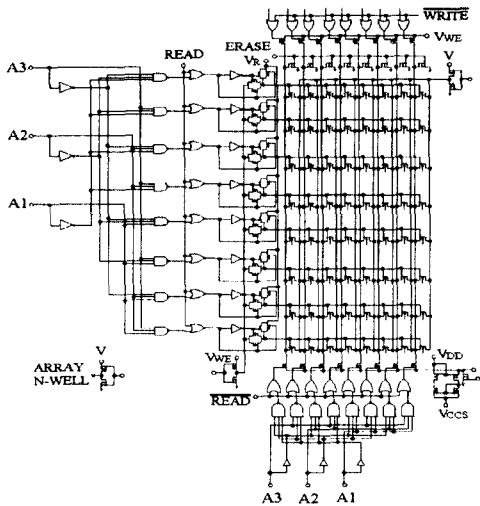 WRITE
READ
ERASE
VWE
A3
VR
V
A2
A1
V
ARRAY
N-WELL
VWE
VDD
READ
VCCS
A3 A2 A1